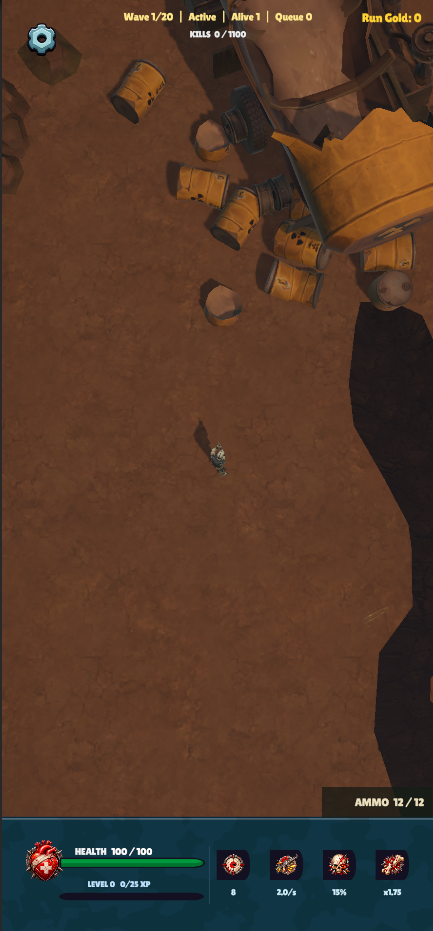 Wave 1/20 | Active | Alive 1 | Queue 0
Run Gold: 0
KILLS 0/1100
AMMO 12/12
HEALTH 100/100
LEVEL 0 0/25 XP
8
2.0/s
15%
x1.75